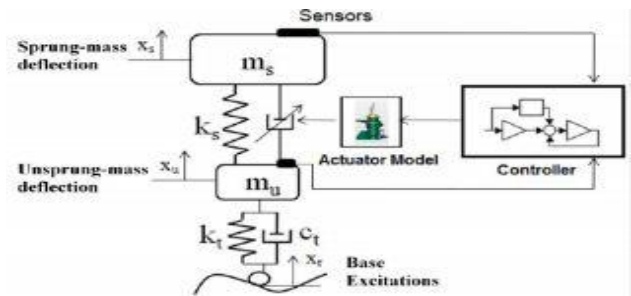 Sensors
Sprung-mass xs
deflection
ms
ks
Actuator Model
Controller
Unsprung-mass xu
deflection
mu
kt ct
xr Base
Excitations